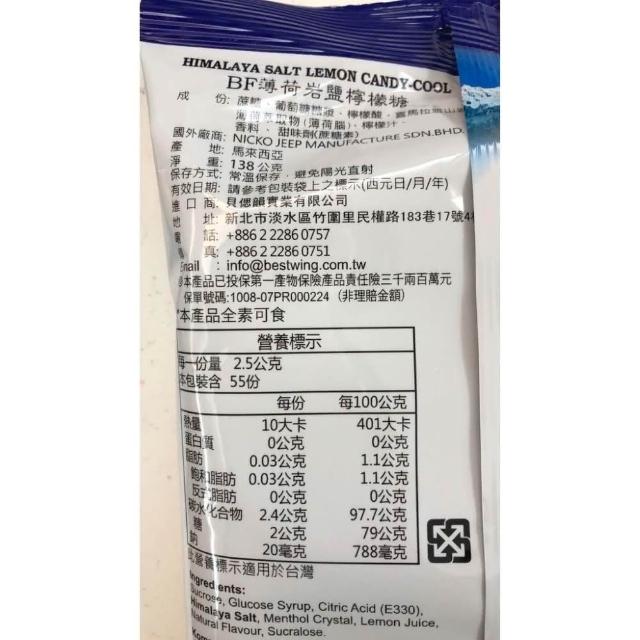 HIMALAYA SALT LEMON CANDY-COOL
BF薄荷岩鹽檸檬糖
成 份: 蔗糖、葡萄糖糖漿、檸檬酸、喜馬拉雅山
(薄荷腦)、檸檬汁、
香料、甜味劑(蔗糖素)
國外廠商: NICKO JEEP MANUFACTURE SDN.BHD.
產 地: 馬來西亞
淨 重: 138公克
保存方式: 常溫保存,避免陽光直射
有效日期: 請參考包裝袋上之標示(西元日/月/年)
進 口 商: 貝偲韻實業有限公司
地 址: 新北市淡水區竹圍里民權路183巷17號4
電 話: +886 2 2286 0757
傳 真: +886 2 2286 0751
Email : info@bestwing.com.tw
本產品已投保第一產物保險產品責任險三千兩百萬元
保單號碼:1008-07PR000224 (非理賠金額)
*本產品全素可食
營養標示
每一份量 2.5公克
本包裝含 55份
每份 每100公克
熱量 10大卡 401大卡
蛋白質 0公克 0公克
脂肪 0.03公克 1.1公克
飽和脂肪 0.03公克 1.1公克
反式脂肪 0公克 0公克
碳水化合物 2.4公克 97.7公克
糖 2公克 79公克
鈉 20毫克 788毫克
此營養標示適用於台灣
Ingredients:
Sucrose, Glucose Syrup, Citric Acid (E330),
Himalaya Salt, Menthol Crystal, Lemon Juice,
Natural Flavour, Sucralose.